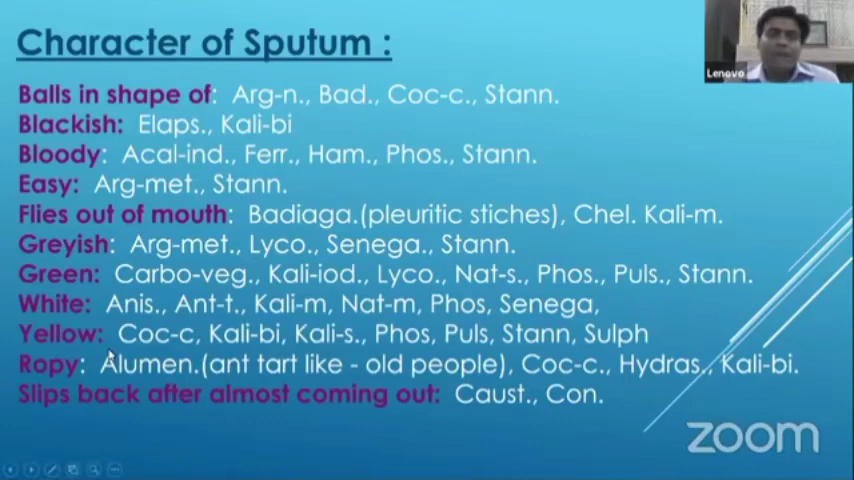 Character of Sputum :
Lenovo
Balls in shape of: Arg-n., Bad., Coc-c., Stann.
Blackish: Elaps., Kali-bi
Bloody: Acal-ind., Ferr., Ham., Phos., Stann.
Easy: Arg-met., Stann.
Flies out of mouth: Badiaga.(pleuritic stiches), Chel. Kali-m.
Greyish: Arg-met., Lyco., Senega., Stann.
Green: Carbo-veg., Kali-iod., Lyco., Nat-s., Phos., Puls., Stann.
White: Anis., Ant-t., Kali-m, Nat-m, Phos, Senega,
Yellow: Coc-c, Kali-bi, Kali-s., Phos, Puls, Stann, Sulph
Ropy: Alumen.(ant tart like - old people), Coc-c., Hydras., Kali-bi.
Slips back after almost coming out: Caust., Con.
zoom